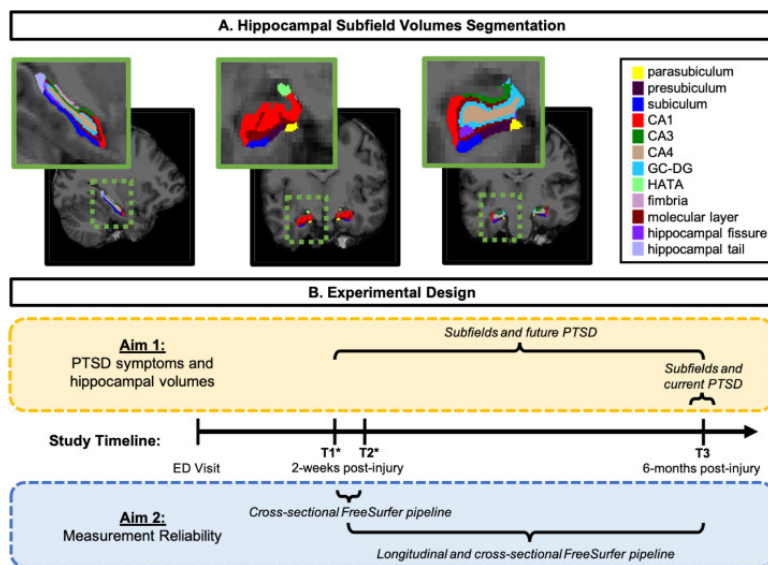 A. Hippocampal Subfield Volumes Segmentation
parasubiculum
presubiculum
subiculum
CA1
CA3
CA4
GC-DG
HATA
fimbria
molecular layer
hippocampal fissure
hippocampal tail
B. Experimental Design
Aim 1:
PTSD symptoms and
hippocampal volumes
Subfields and future PTSD
Subfields and
current PTSD
Study Timeline:
ED Visit
T1*
T2*
2-weeks post-injury
T3
6-months post-injury
Aim 2:
Measurement Reliability
Cross-sectional FreeSurfer pipeline
Longitudinal and cross-sectional FreeSurfer pipeline